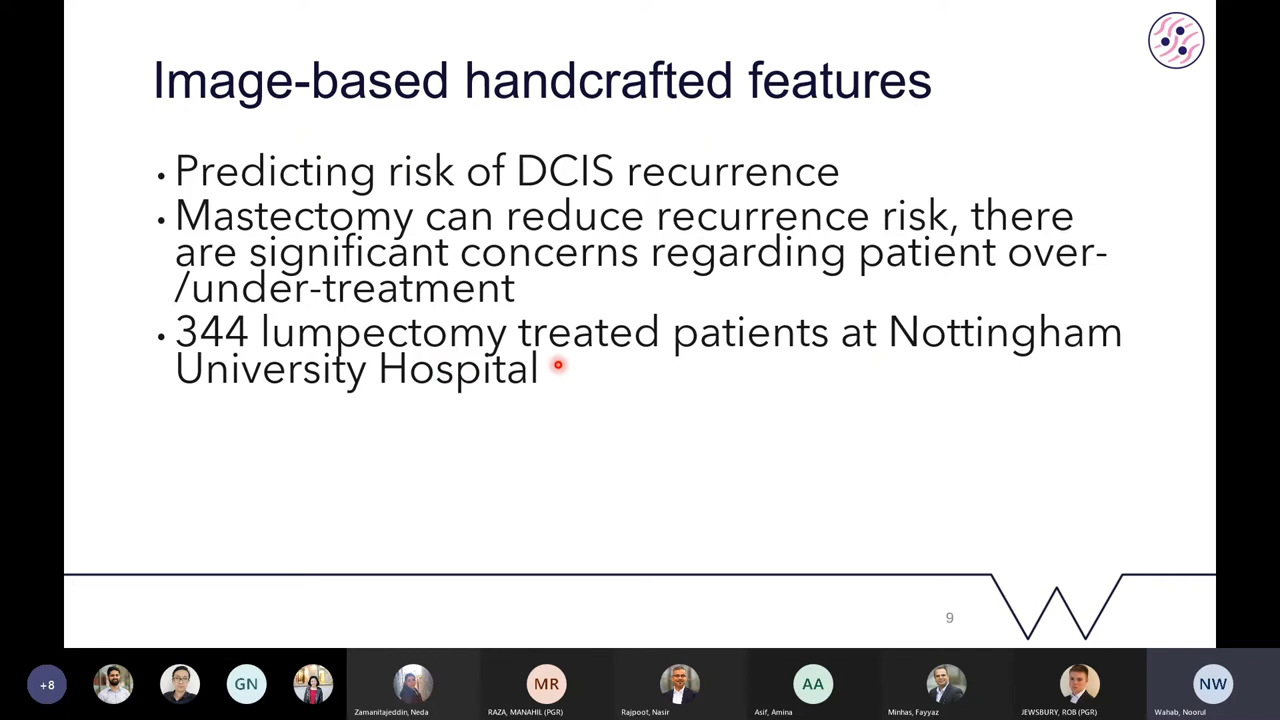 Image-based handcrafted features
• Predicting risk of DCIS recurrence
• Mastectomy can reduce recurrence risk, there
are significant concerns regarding patient over-
/under-treatment
• 344 lumpectomy treated patients at Nottingham
University Hospital
9
+8
GN
MR
AA
NW
Zamanitajeddin, Neda
RAZA, MANAHIL (PGR)
Rajpoot, Nasir
Asif, Amina
Minhas, Fayyaz
JEWSBURY, ROB (PGR)
Wahab, Noorul